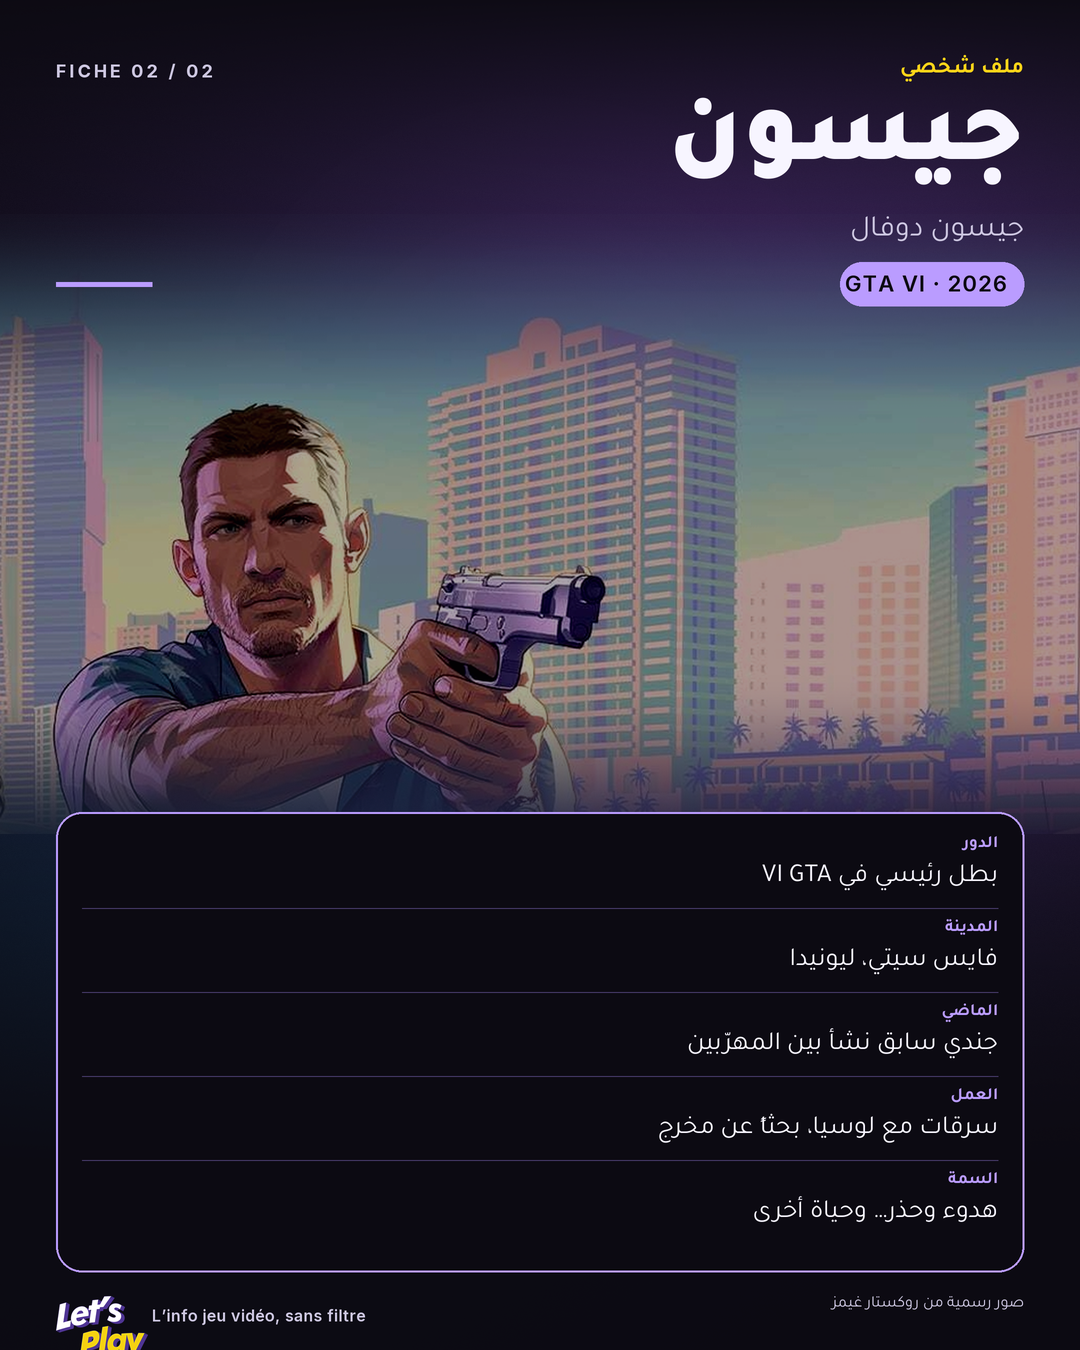 FICHE 02 / 02
ملف شخصي
جيسون
جيسون دوفال
GTA VI · 2026
الدور
بطل رئيسي في VI GTA
المدينة
فايس سيتي، ليونيدا
الماضي
جندي سابق نشأ بين المهرّبين
العمل
سرقات مع لوسيا، بحثًا عن مخرج
السمة
هدوء وحذر… وحياة أخرى
صور رسمية من روكستار غيمز
Let's
Play
L'info jeu vidéo, sans filtre